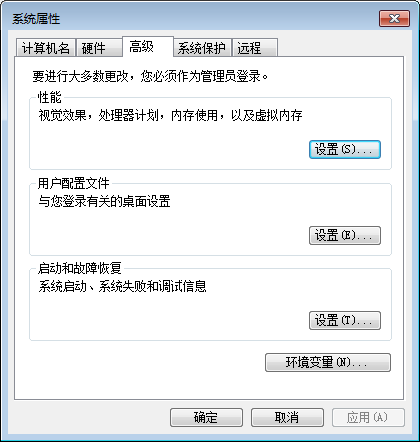 系统属性
计算机名 硬件 高级 系统保护 远程
要进行大多数更改，您必须作为管理员登录。
性能
视觉效果，处理器计划，内存使用，以及虚拟内存
设置(S)...
用户配置文件
与您登录有关的桌面设置
设置(E)...
启动和故障恢复
系统启动、系统失败和调试信息
设置(T)...
环境变量(N)...
确定 取消 应用(A)